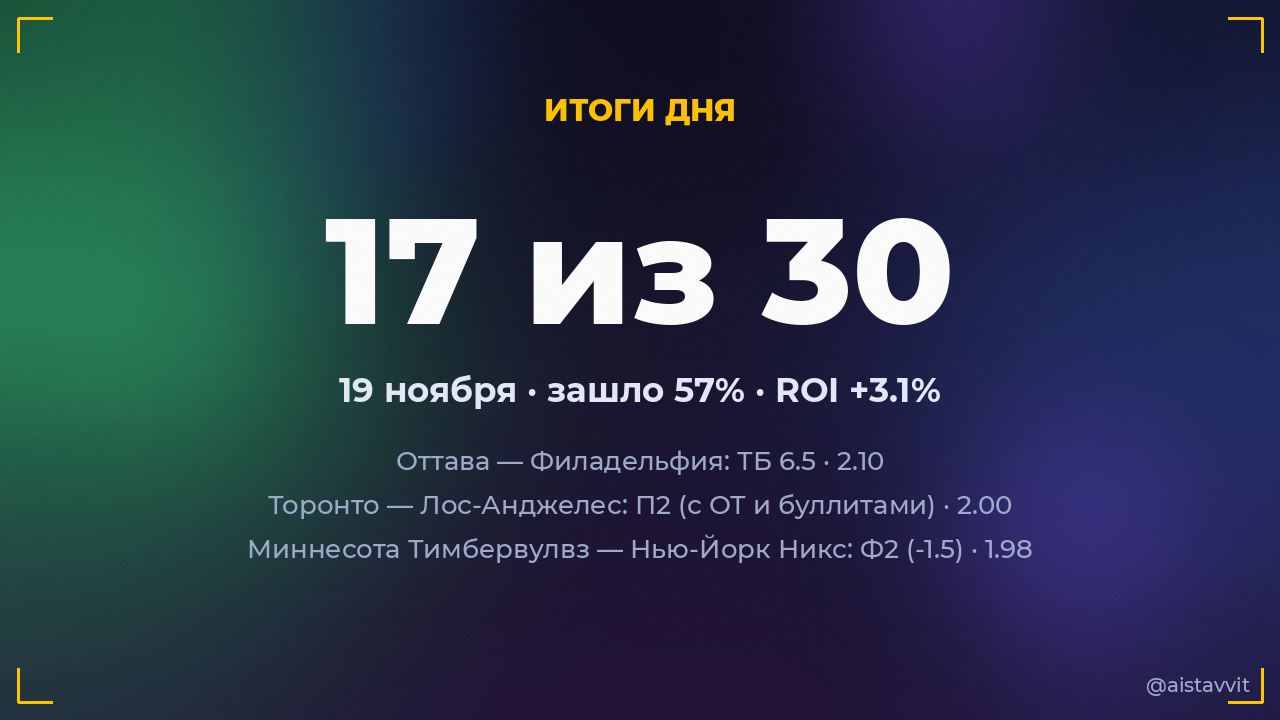 ИТОГИ ДНЯ
17 из 30
19 ноября · зашло 57% · ROI +3.1%
Оттава — Филадельфия: ТБ 6.5 · 2.10
Торонто — Лос-Анджелес: П2 (с ОТ и буллитами) · 2.00
Миннесота Тимбервулвз — Нью-Йорк Никс: Ф2 (-1.5) · 1.98
@aistavvit